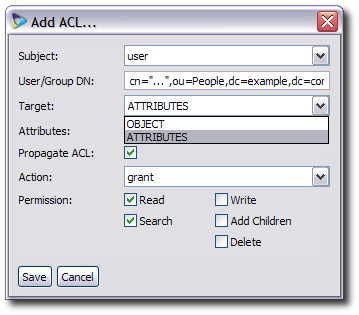 Add ACL...
Subject: user
User/Group DN: cn="...",ou=People,dc=example,dc=con
Target: ATTRIBUTES
OBJECT
Attributes: ATTRIBUTES
Propagate ACL:
Action: grant
Permission: Read Write
Search Add Children
Delete
Save Cancel